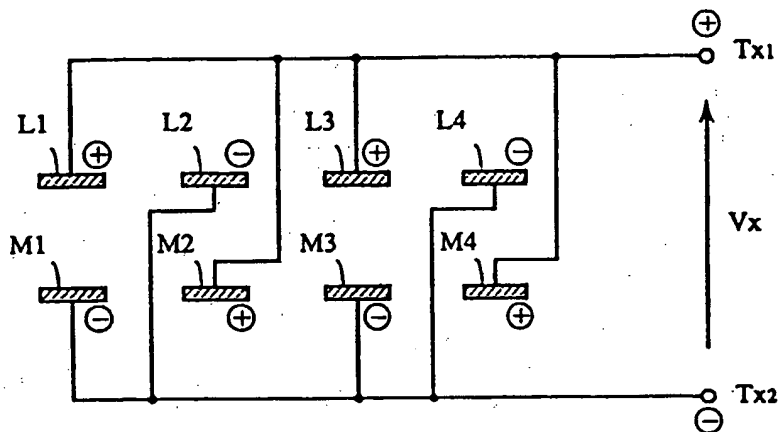 ⊕ Tx1
L1 ⊕ L2 ⊖ L3 ⊕ L4 ⊖
Vx
M1 ⊖ M2 ⊕ M3 ⊖ M4 ⊕
Tx2
⊖